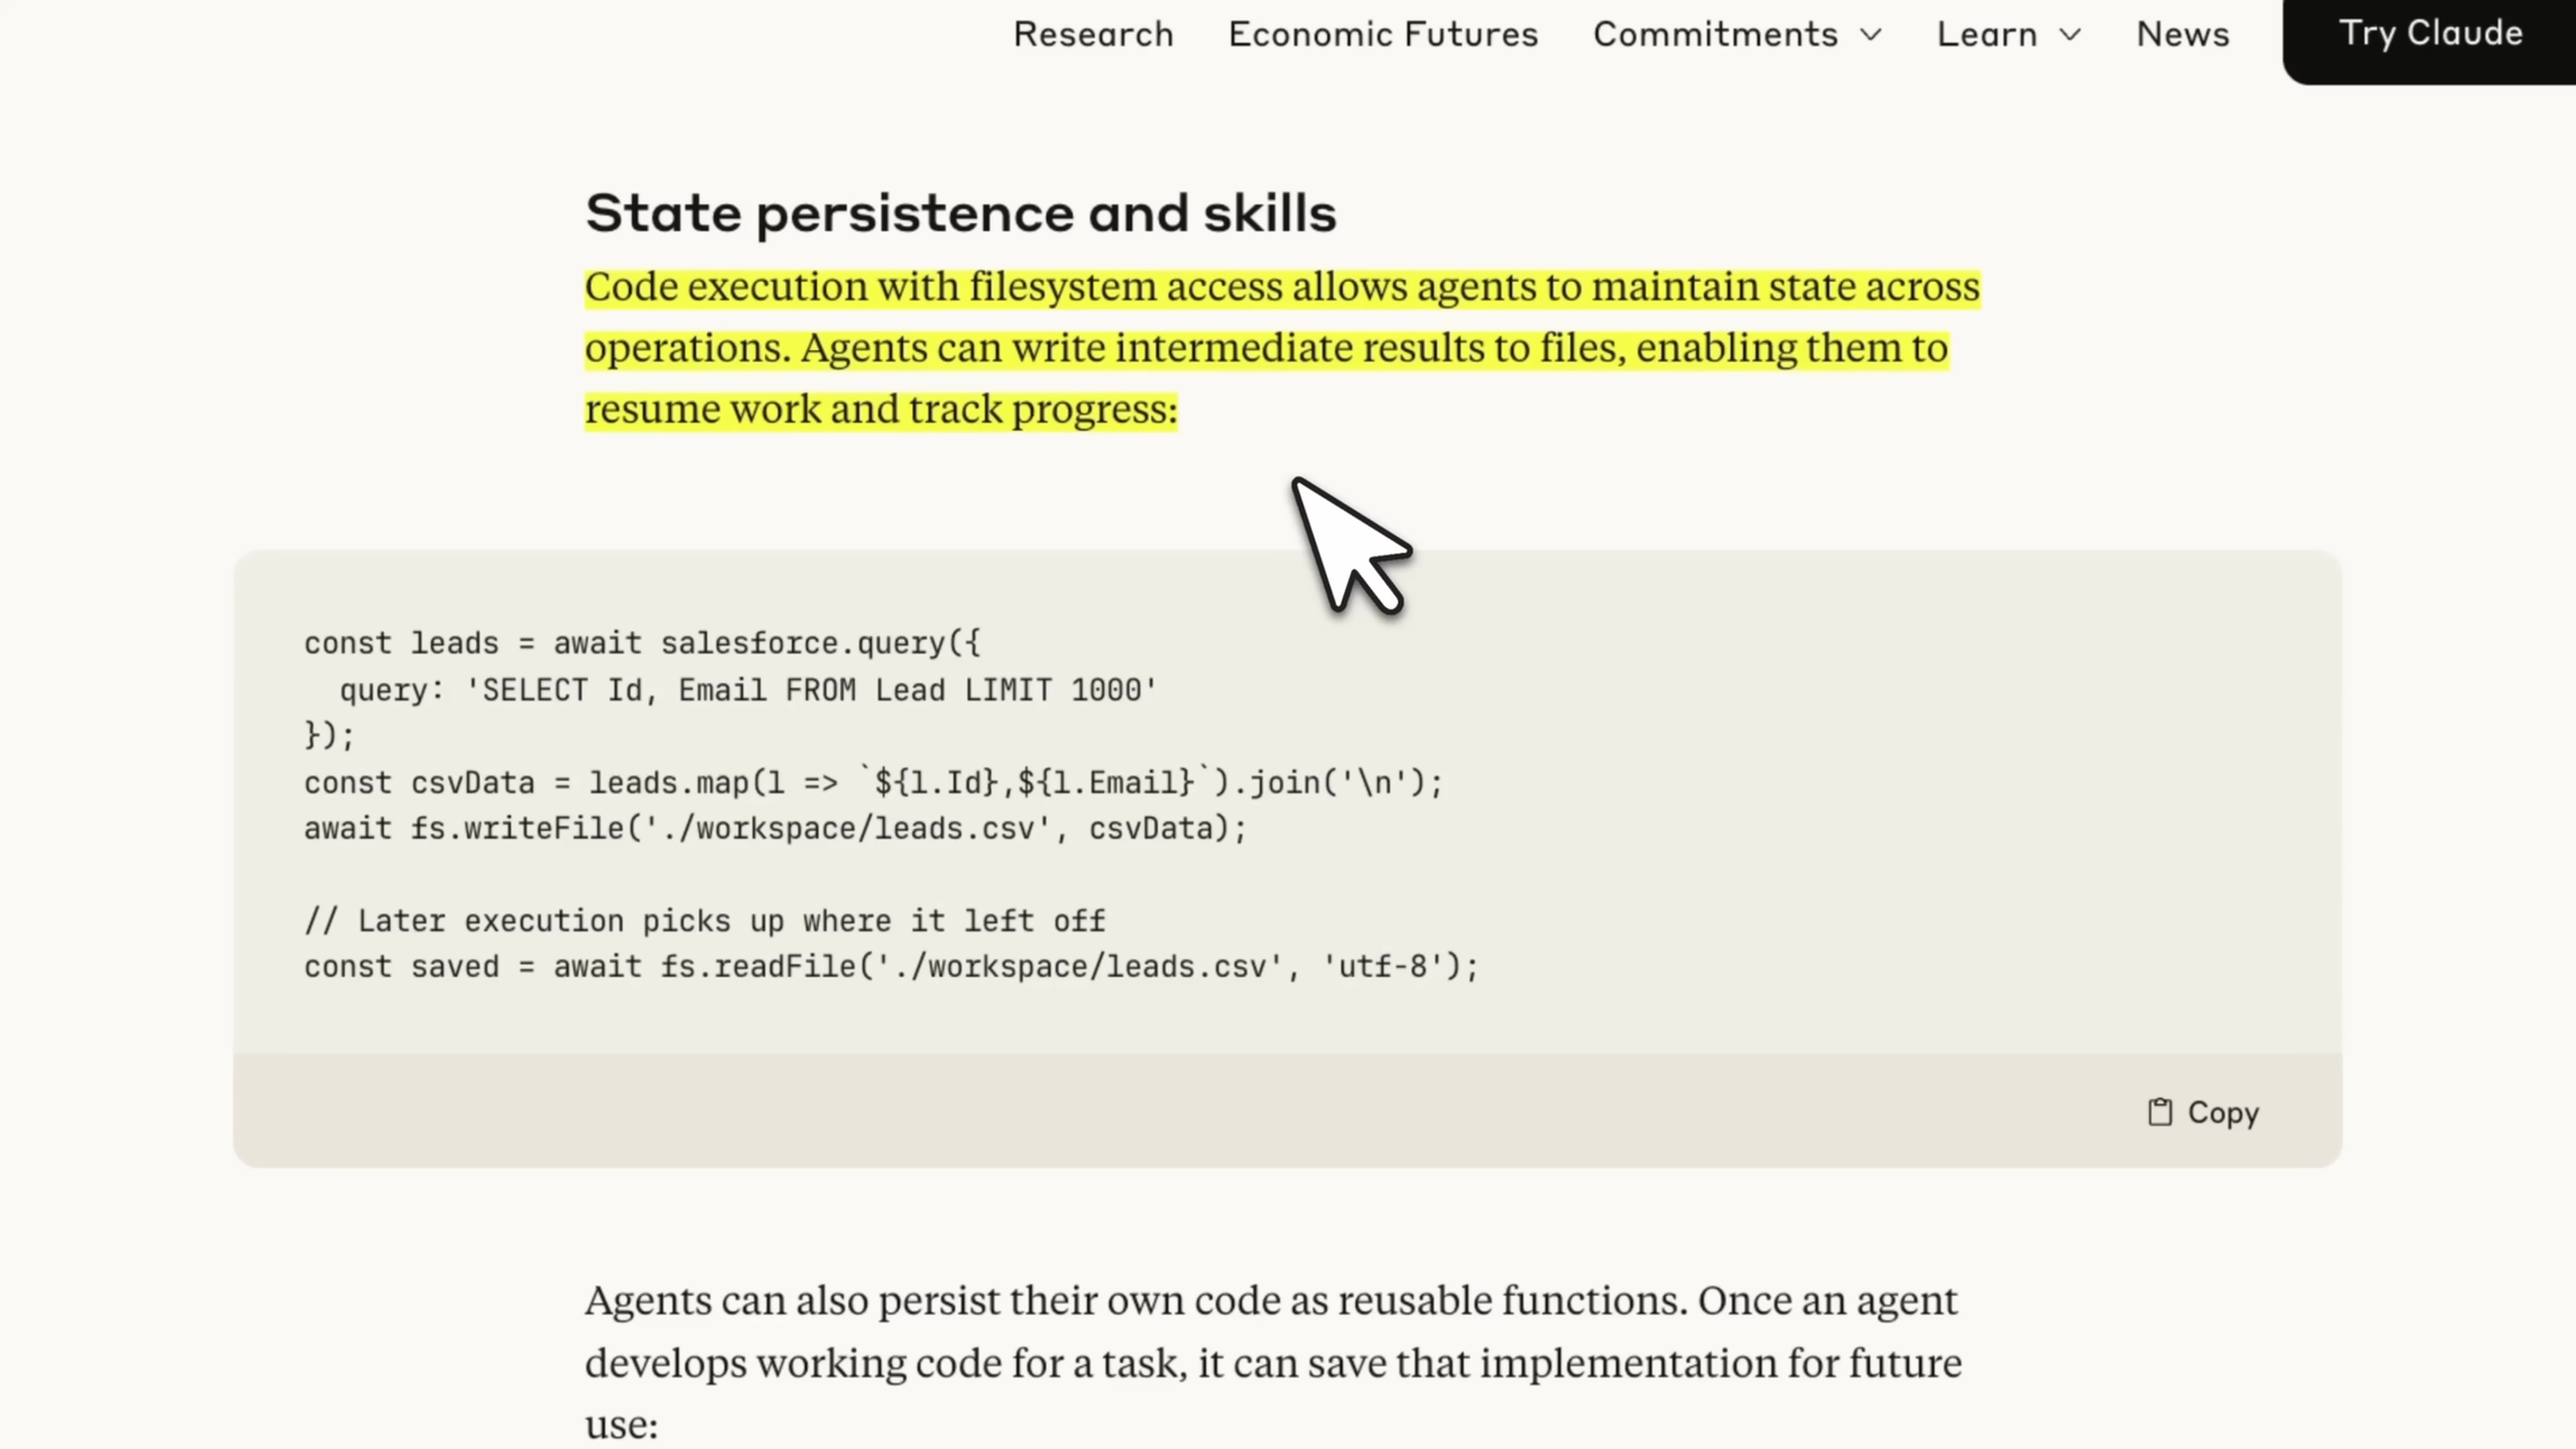 Research Economic Futures Commitments Learn News Try Claude
State persistence and skills
Code execution with filesystem access allows agents to maintain state across
operations. Agents can write intermediate results to files, enabling them to
resume work and track progress:
const leads = await salesforce.query({
  query: 'SELECT Id, Email FROM Lead LIMIT 1000'
});
const csvData = leads.map(l => `${l.Id},${l.Email}`).join('\n');
await fs.writeFile('./workspace/leads.csv', csvData);
// Later execution picks up where it left off
const saved = await fs.readFile('./workspace/leads.csv', 'utf-8');
Copy
Agents can also persist their own code as reusable functions. Once an agent
develops working code for a task, it can save that implementation for future
use: